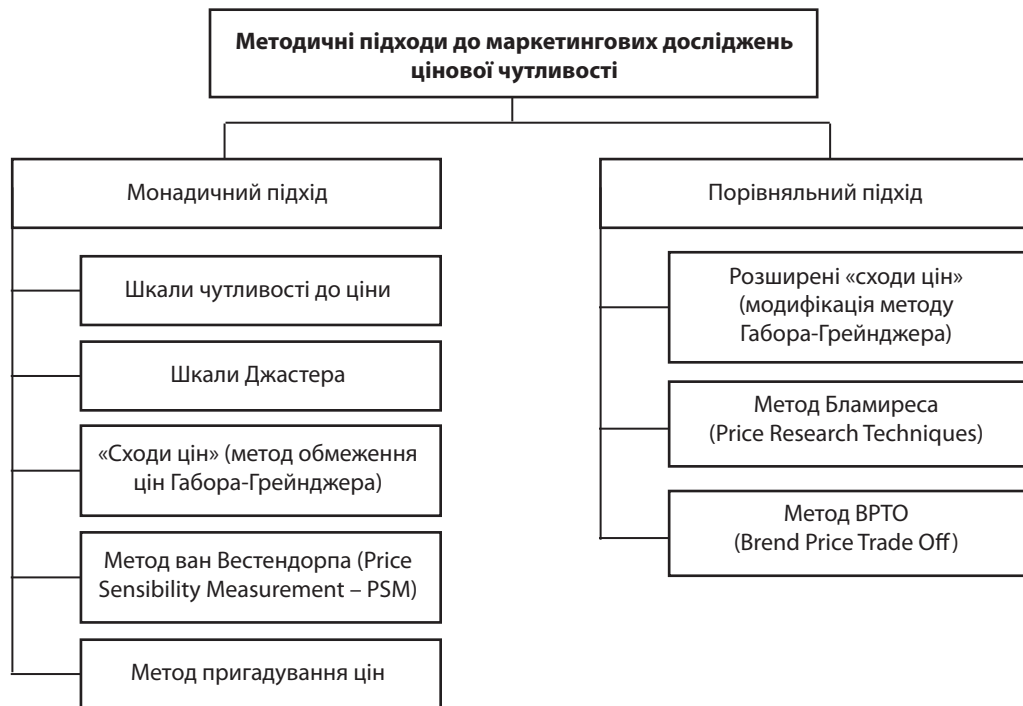 Методичні підходи до маркетингових досліджень
цінової чутливості
Монадичний підхід
Шкали чутливості до ціни
Шкали Джастера
«Сходи цін» (метод обмеження
цін Габора-Грейнджера)
Метод ван Вестендорпа (Price
Sensibility Measurement – PSM)
Метод пригадування цін
Порівняльний підхід
Розширені «сходи цін»
(модифікація методу
Габора-Грейнджера)
Метод Бламиреса
(Price Research Techniques)
Метод ВРТО
(Brend Price Trade Off)